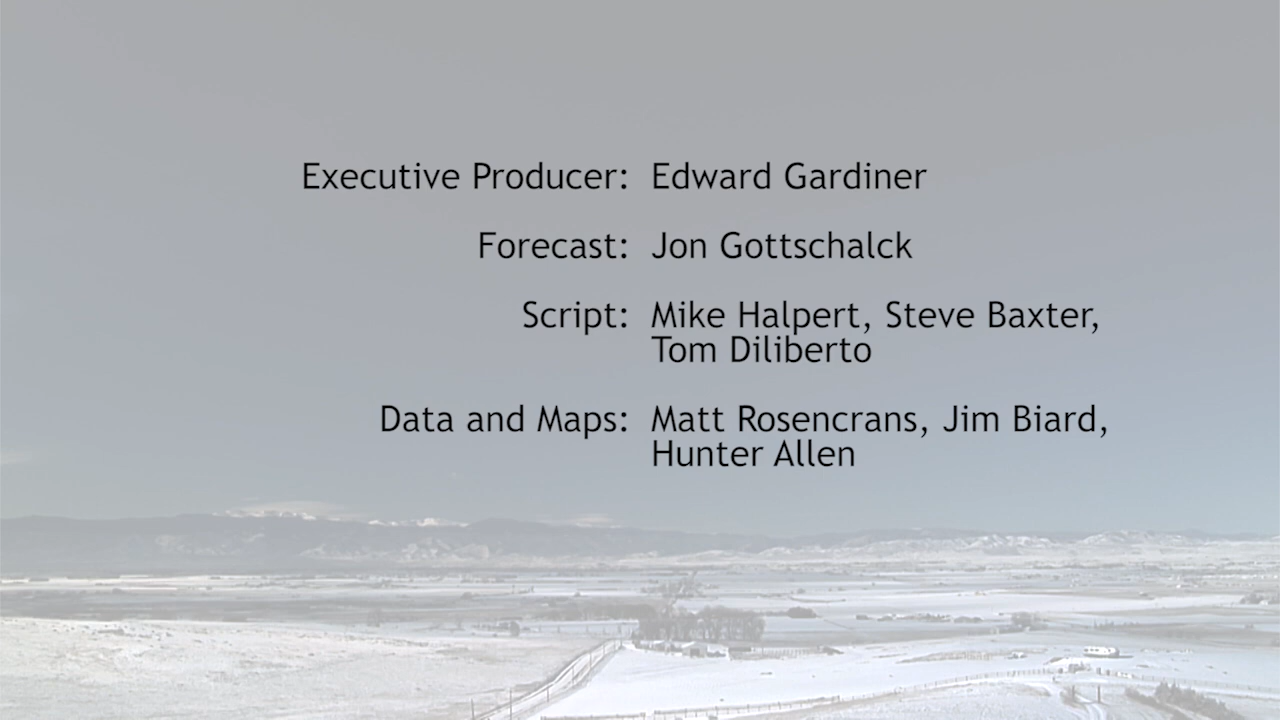 Executive Producer: Edward Gardiner
Forecast: Jon Gottschalck
Script: Mike Halpert, Steve Baxter,
Tom Diliberto
Data and Maps: Matt Rosencrans, Jim Biard,
Hunter Allen